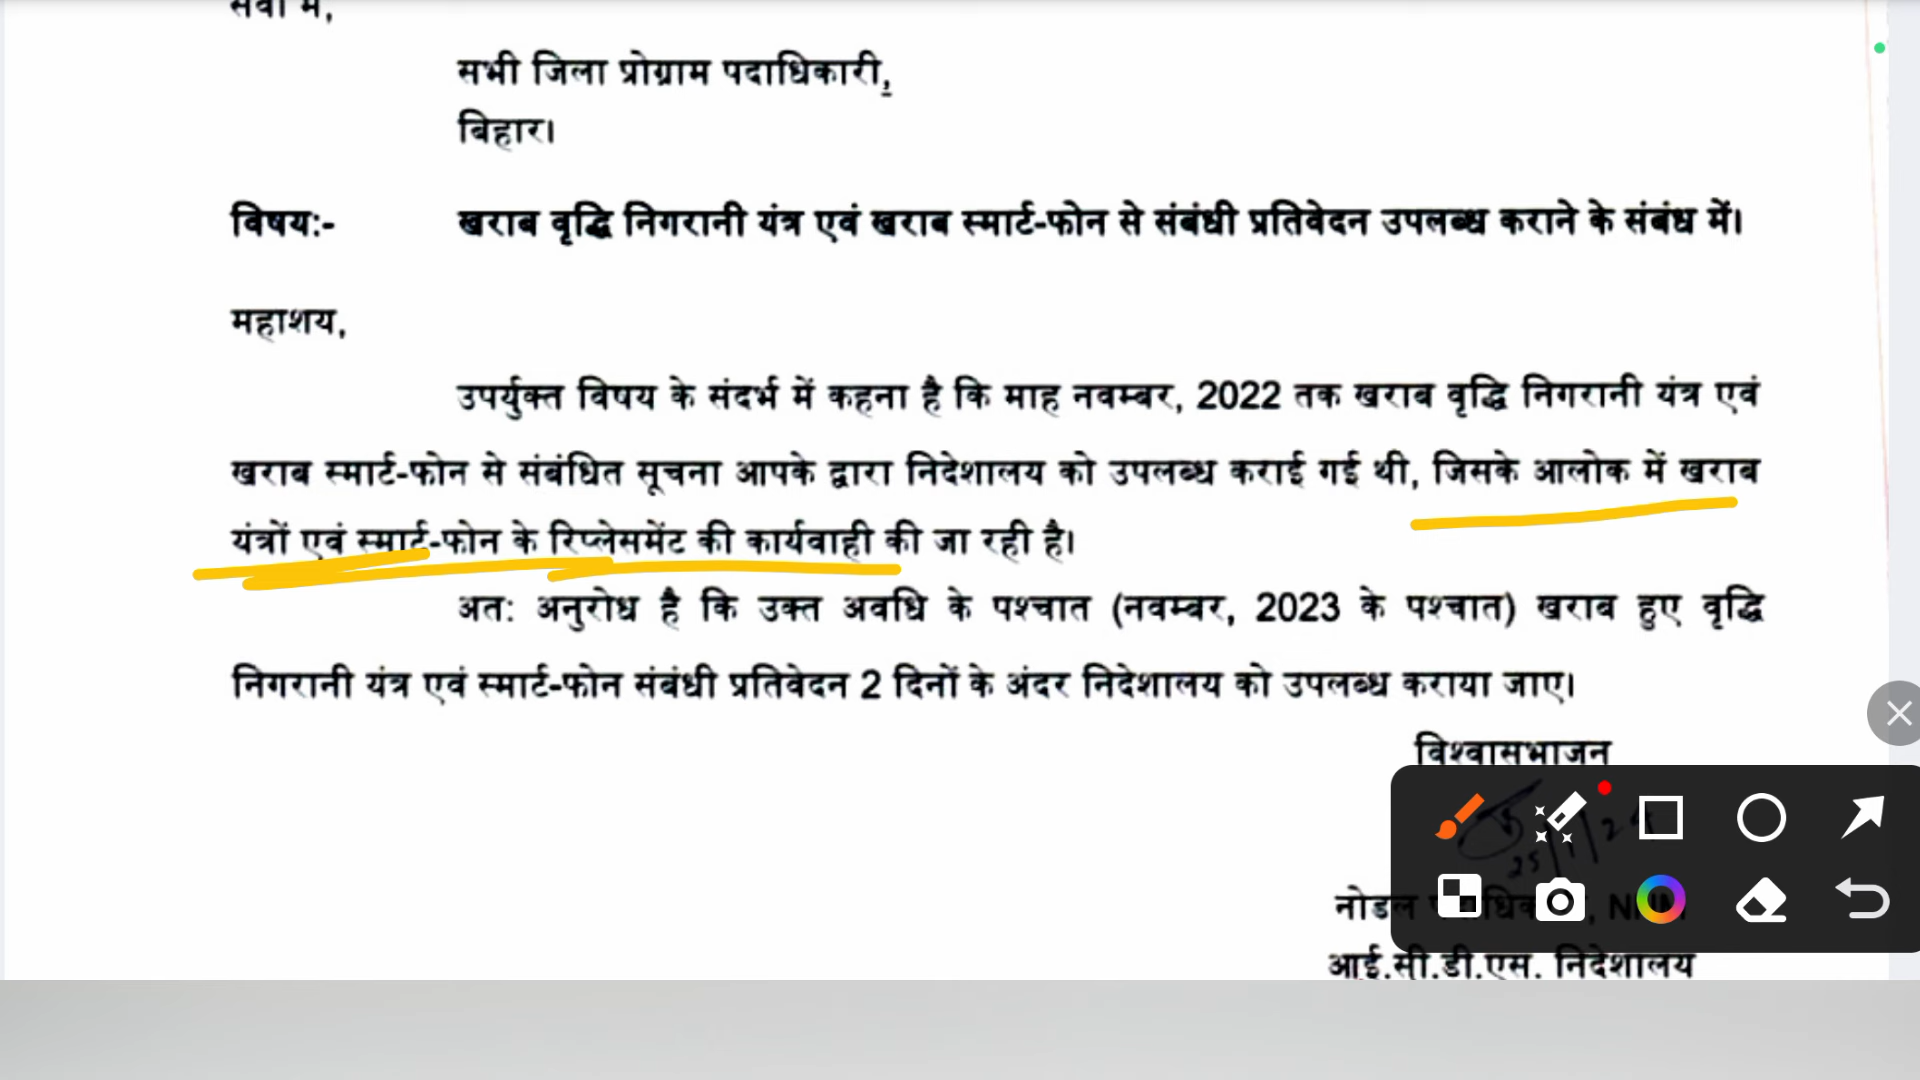 सेवा में,
सभी जिला प्रोग्राम पदाधिकारी,
बिहार।
विषय:- खराब वृद्धि निगरानी यंत्र एवं खराब स्मार्ट-फोन से संबंधी प्रतिवेदन उपलब्ध कराने के संबंध में।
महाशय,
उपर्युक्त विषय के संदर्भ में कहना है कि माह नवम्बर, 2022 तक खराब वृद्धि निगरानी यंत्र एवं
खराब स्मार्ट-फोन से संबंधित सूचना आपके द्वारा निदेशालय को उपलब्ध कराई गई थी, जिसके आलोक में खराब
यंत्रों एवं स्मार्ट-फोन के रिप्लेसमेंट की कार्यवाही की जा रही है।
अत: अनुरोध है कि उक्त अवधि के पश्चात (नवम्बर, 2023 के पश्चात) खराब हुए वृद्धि
निगरानी यंत्र एवं स्मार्ट-फोन संबंधी प्रतिवेदन 2 दिनों के अंदर निदेशालय को उपलब्ध कराया जाए।
विश्वासभाजन
नोडल
आई.सी.डी.एस. निदेशालय